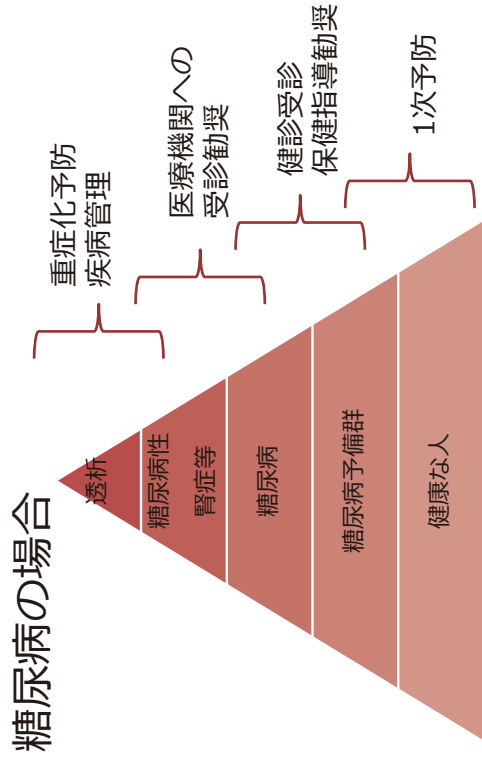 糖尿病の場合
透析
糖尿病性
腎症等
糖尿病
糖尿病予備群
健康な人
重症化予防
疾病管理
医療機関への
受診勧奨
健診受診
保健指導勧奨
1次予防